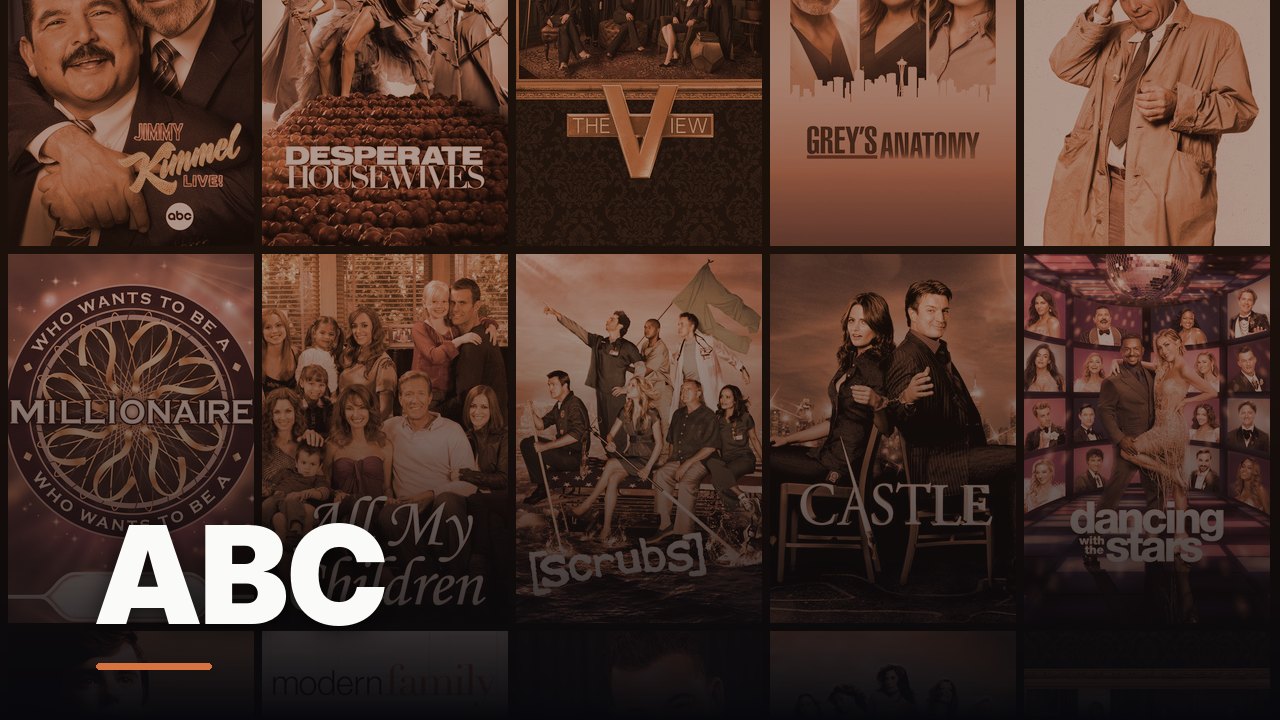 JIMMY
Kimmel
LIVE!
abc
DESPERATE
HOUSEWIVES
THE VIEW
GREY'S ANATOMY
WHO WANTS TO BE A
MILLIONAIRE
WHO WANTS TO BE A
All My
Children
[scrubs]
CASTLE
dancing
with the stars
ABC
modern family